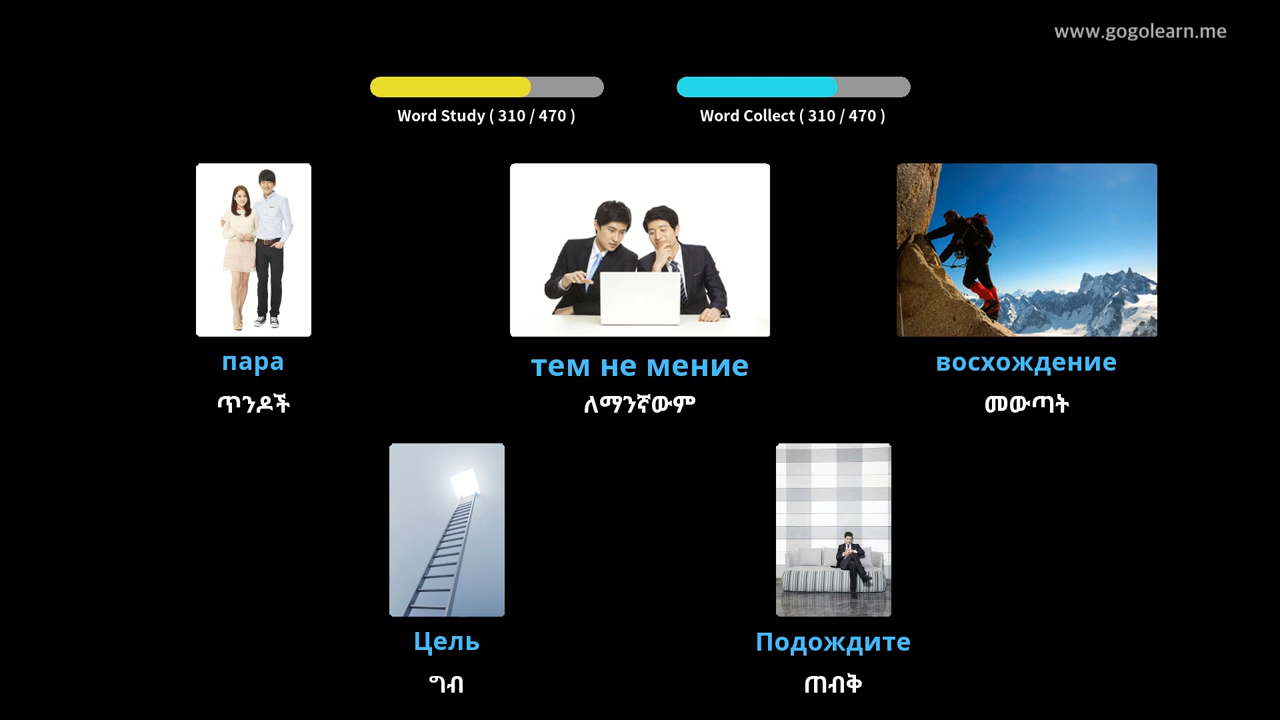 www.gogolearn.me
Word Study ( 310 / 470 )
Word Collect ( 310 / 470 )
пара
ጥንዶች
тем не мение
ለማንኛውም
восхождение
መውጣት
Цель
ግብ
Подождите
ጠብቅ